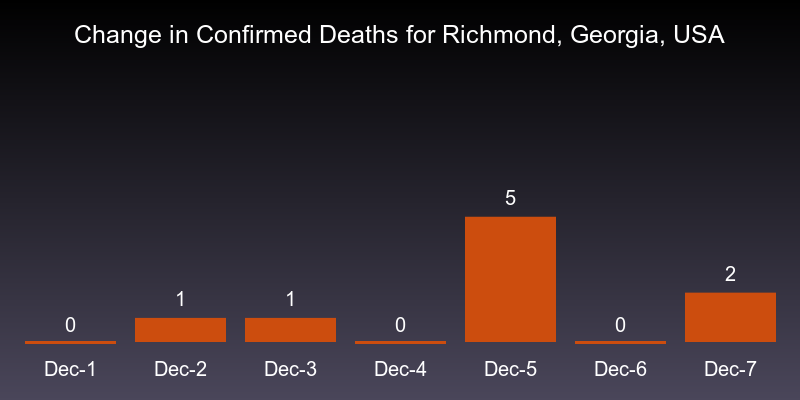 Change in Confirmed Deaths for Richmond, Georgia, USA
5
2
1 1
0 0 0
Dec-1 Dec-2 Dec-3 Dec-4 Dec-5 Dec-6 Dec-7